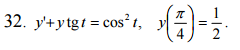 32. y'+y tg t = cos² t, y(π/4) = 1/2.